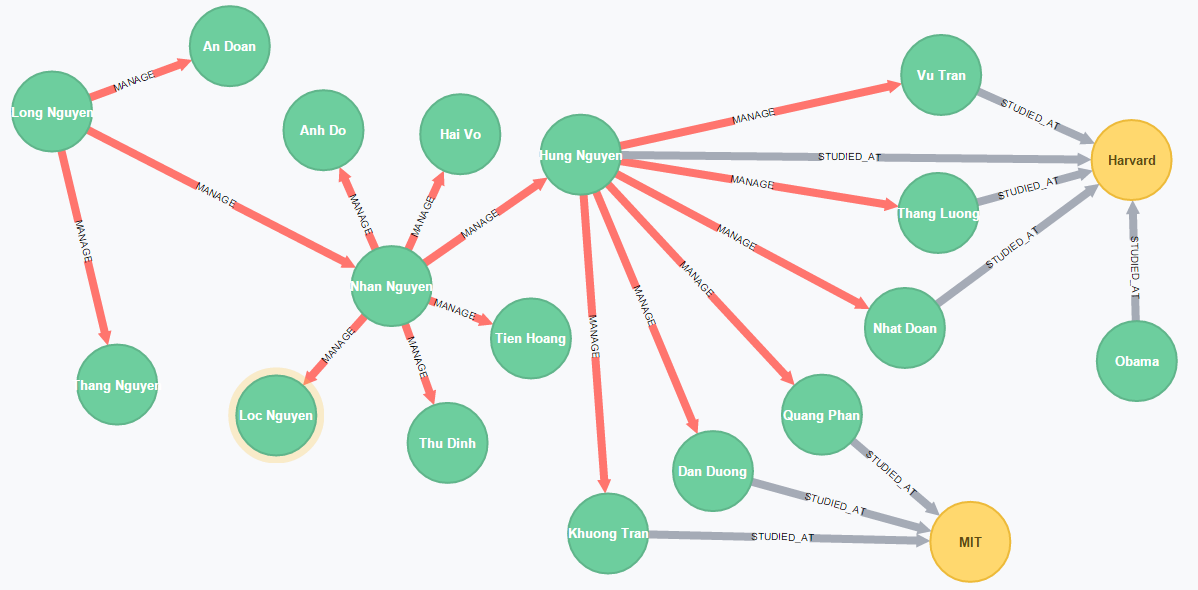 An Doan
MANAGE
Long Nguyen
MANAGE
MANAGE
Thang Nguyen
Anh Do
Hai Vo
MANAGE
MANAGE
MANAGE
Nhan Nguyen
MANAGE
Tien Hoang
MANAGE
MANAGE
Loc Nguyen
Thu Dinh
Hung Nguyen
MANAGE
Vu Tran
STUDIED_AT
STUDIED_AT
Harvard
MANAGE
Thang Luong
STUDIED_AT
MANAGE
Nhat Doan
STUDIED_AT
STUDIED_AT
Obama
MANAGE
Quang Phan
STUDIED_AT
MANAGE
Dan Duong
STUDIED_AT
MANAGE
Khuong Tran
STUDIED_AT
MIT